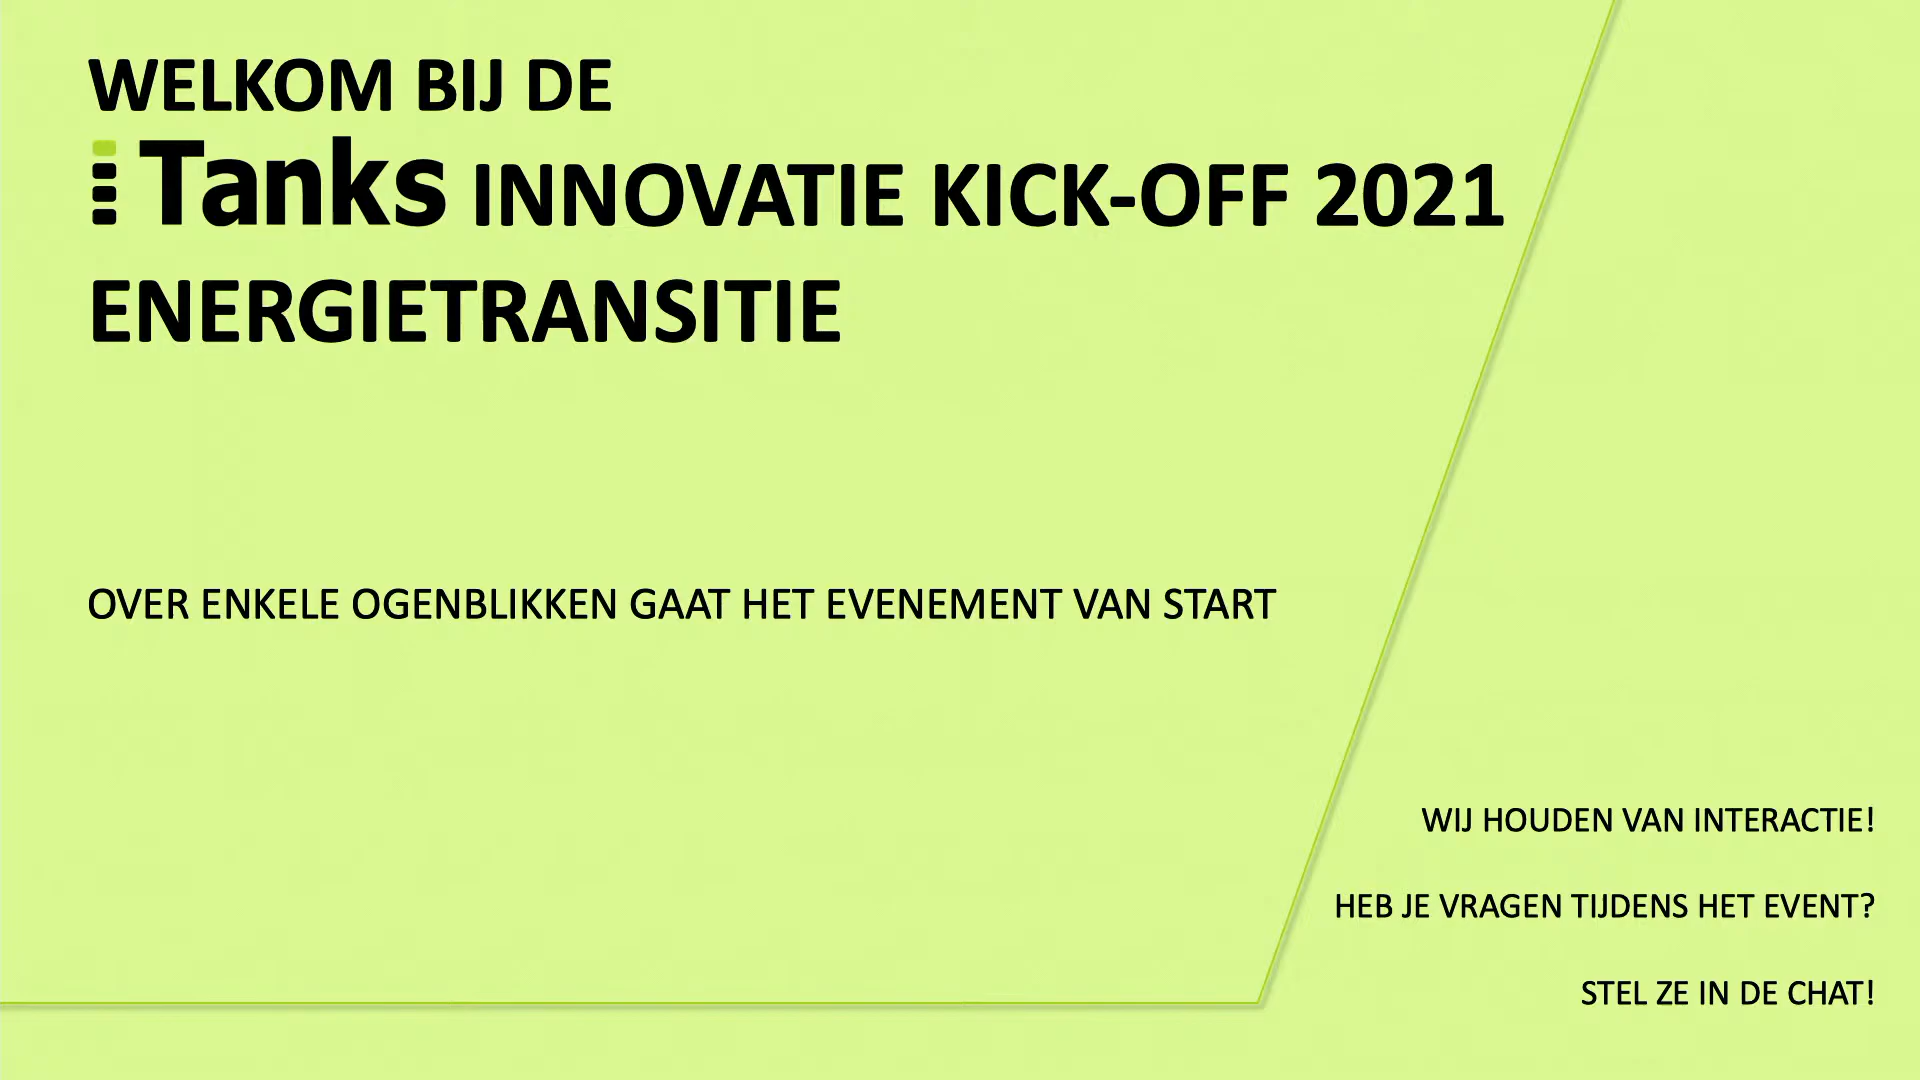 WELKOM BIJ DE
iTanks INNOVATIE KICK-OFF 2021
ENERGIETRANSITIE
OVER ENKELE OGENBLIKKEN GAAT HET EVENEMENT VAN START
WIJ HOUDEN VAN INTERACTIE!
HEB JE VRAGEN TIJDENS HET EVENT?
STEL ZE IN DE CHAT!